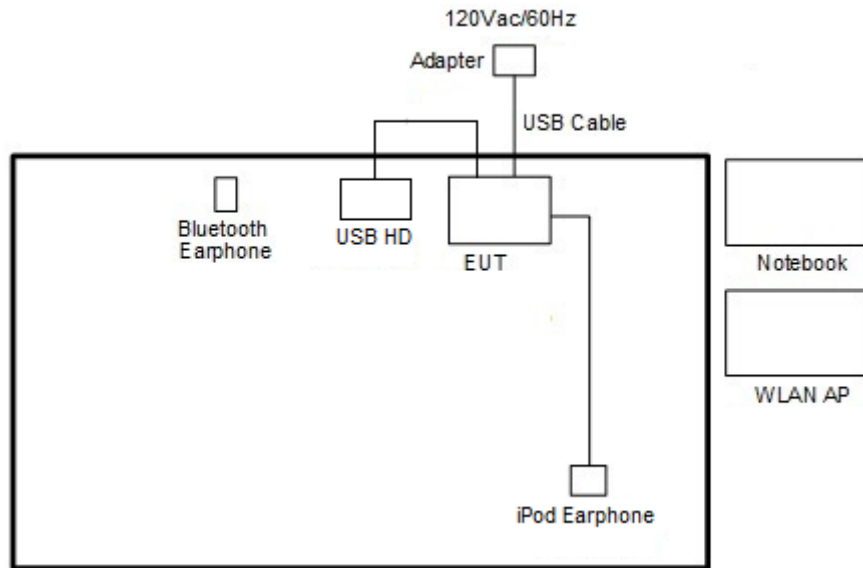 120Vac/60Hz
Adapter
USB Cable
Bluetooth
Earphone
USB HD
EUT
Notebook
WLAN AP
iPod Earphone